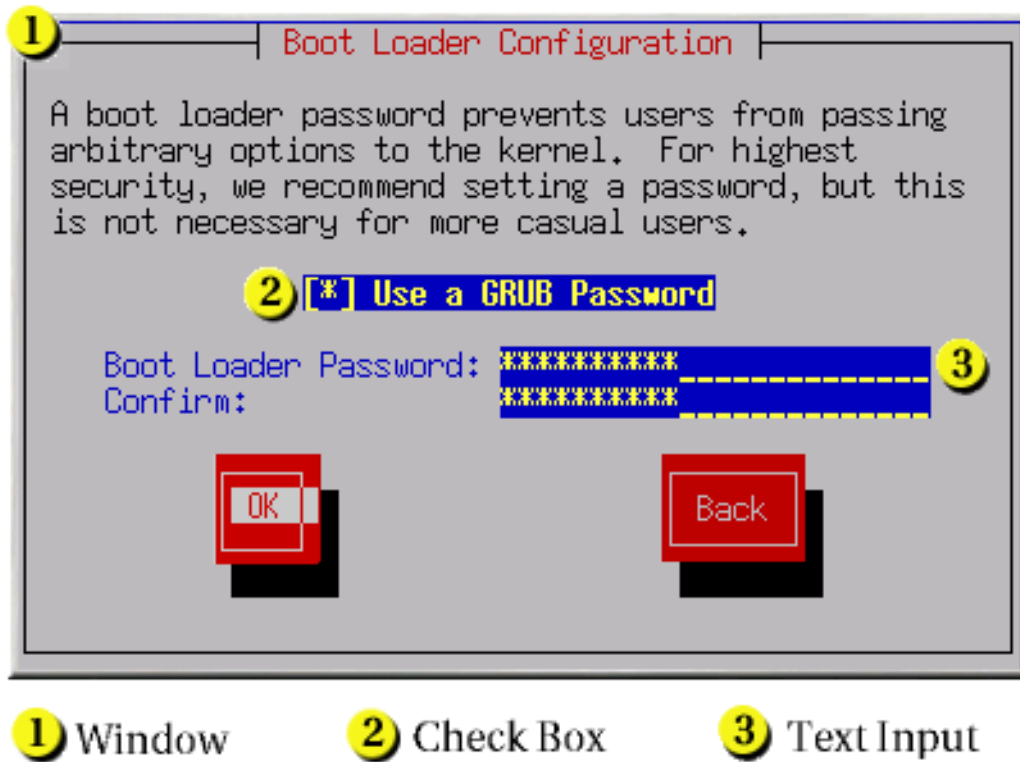 1
Boot Loader Configuration
A boot loader password prevents users from passing
arbitrary options to the kernel.  For highest
security, we recommend setting a password, but this
is not necessary for more casual users.
2 [*] Use a GRUB Password
Boot Loader Password: ********** 3
Confirm: **********
OK Back
1 Window 2 Check Box 3 Text Input